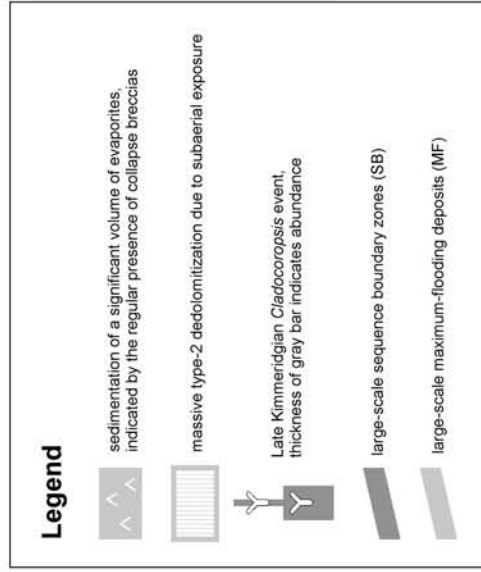 Legend
sedimentation of a significant volume of evaporites,
indicated by the regular presence of collapse breccias
massive type-2 dedolomitization due to subaerial exposure
Late Kimmeridgian Cladocoropsis event,
thickness of gray bar indicates abundance
large-scale sequence boundary zones (SB)
large-scale maximum-flooding deposits (MF)